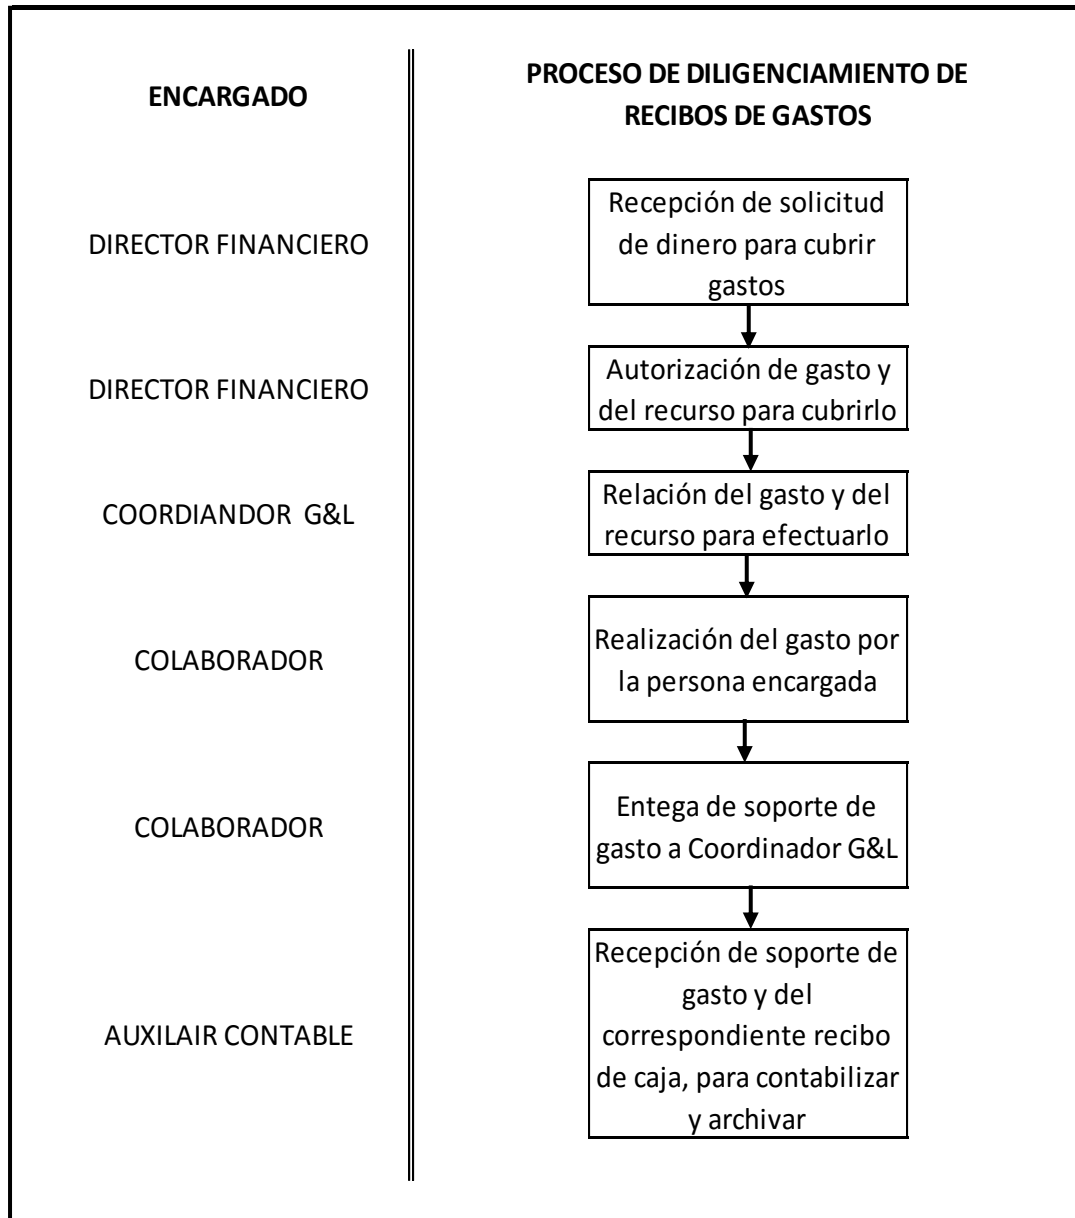 ENCARGADO
PROCESO DE DILIGENCIAMIENTO DE
RECIBOS DE GASTOS
DIRECTOR FINANCIERO
Recepción de solicitud
de dinero para cubrir
gastos
DIRECTOR FINANCIERO
Autorización de gasto y
del recurso para cubrirlo
COORDIANDOR G&L
Relación del gasto y del
recurso para efectuarlo
COLABORADOR
Realización del gasto por
la persona encargada
COLABORADOR
Entega de soporte de
gasto a Coordinador G&L
AUXILAIR CONTABLE
Recepción de soporte de
gasto y del
correspondiente recibo
de caja, para contabilizar
y archivar